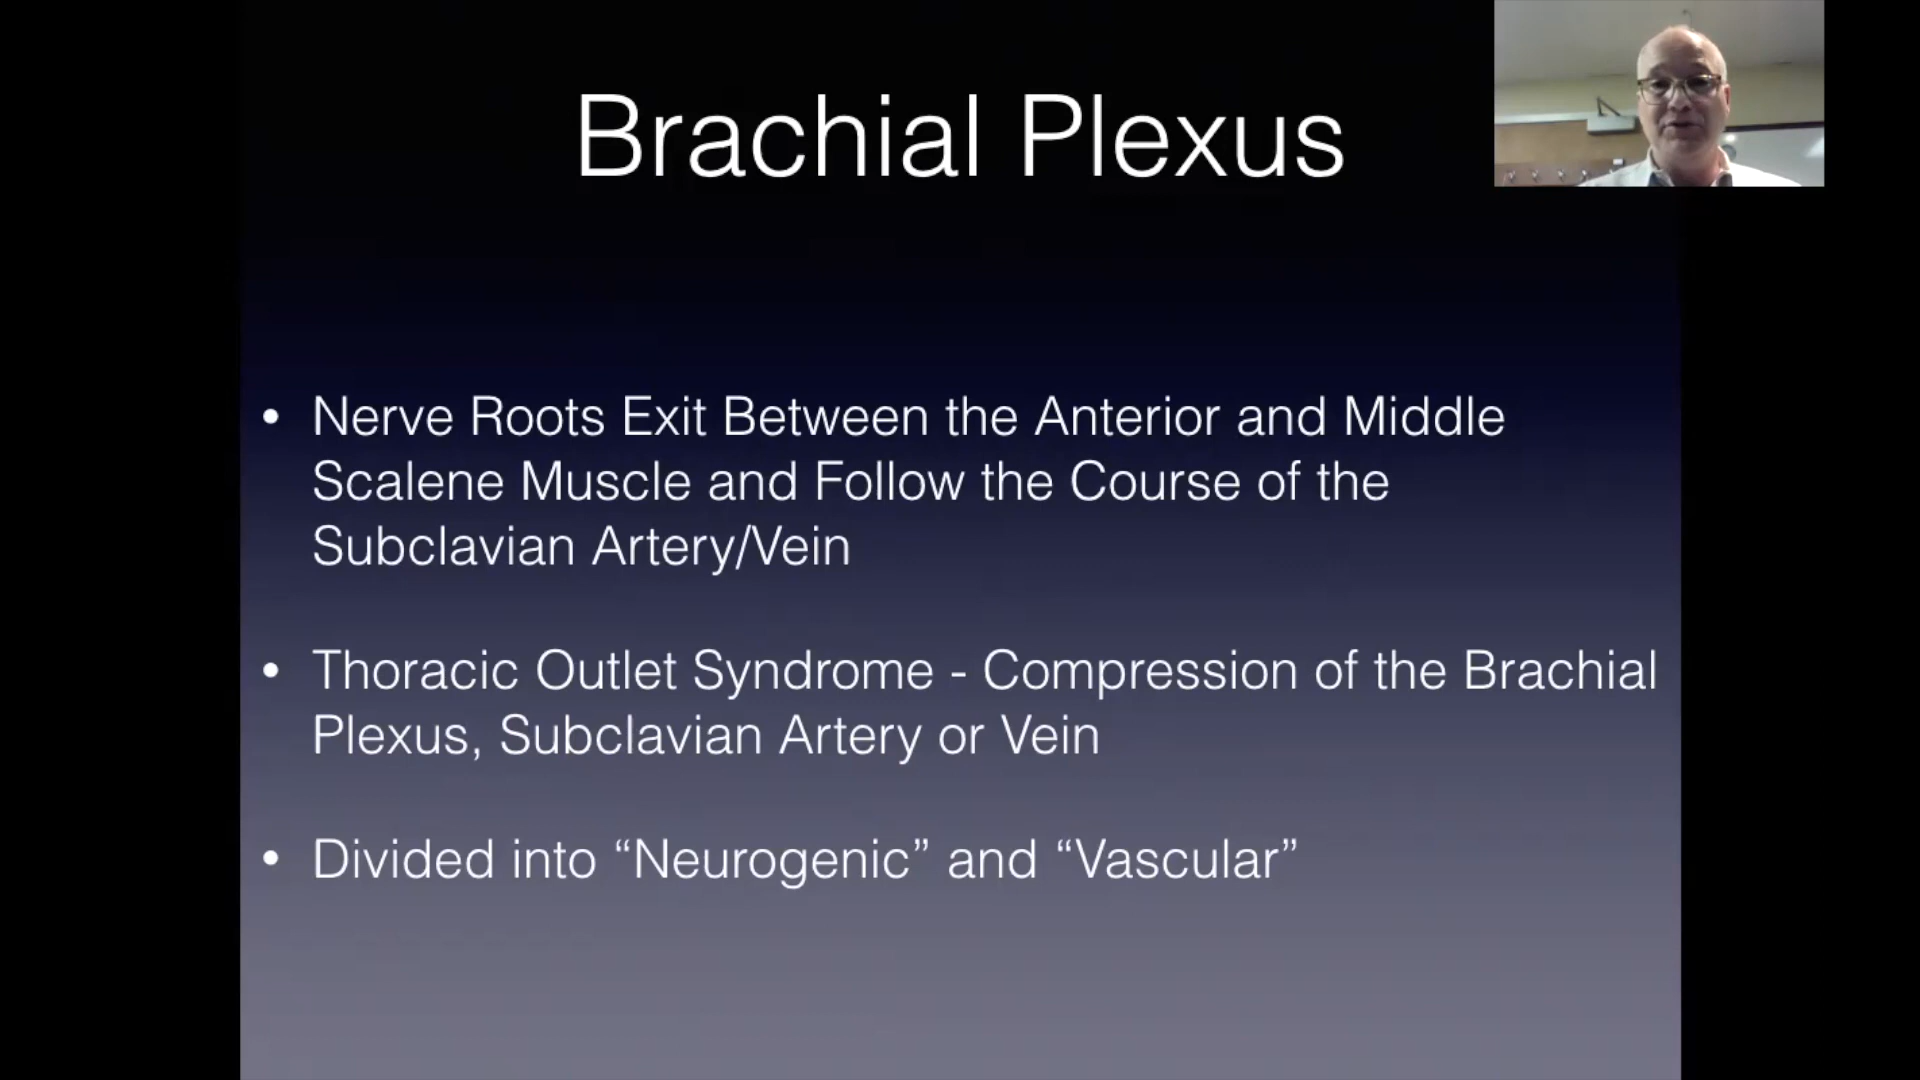 Brachial Plexus
• Nerve Roots Exit Between the Anterior and Middle
Scalene Muscle and Follow the Course of the
Subclavian Artery/Vein
• Thoracic Outlet Syndrome - Compression of the Brachial
Plexus, Subclavian Artery or Vein
• Divided into “Neurogenic” and “Vascular”